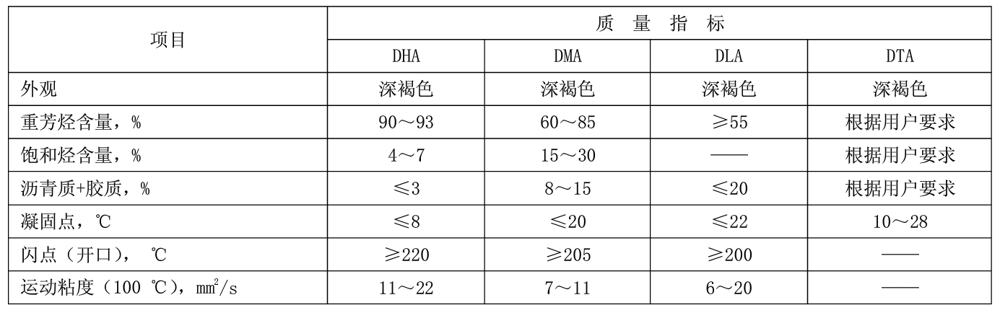 项目 质 量 指 标
DHA DMA DLA DTA
外观 深褐色 深褐色 深褐色 深褐色
重芳烃含量，% 90～93 60～85 ≥55 根据用户要求
饱和烃含量，% 4～7 15～30 —— 根据用户要求
沥青质+胶质，% ≤3 8～15 ≤20 根据用户要求
凝固点，℃ ≤8 ≤20 ≤22 10～28
闪点（开口）， ℃ ≥220 ≥205 ≥200 ——
运动粘度（100 ℃），mm²/s 11～22 7～11 6～20 ——